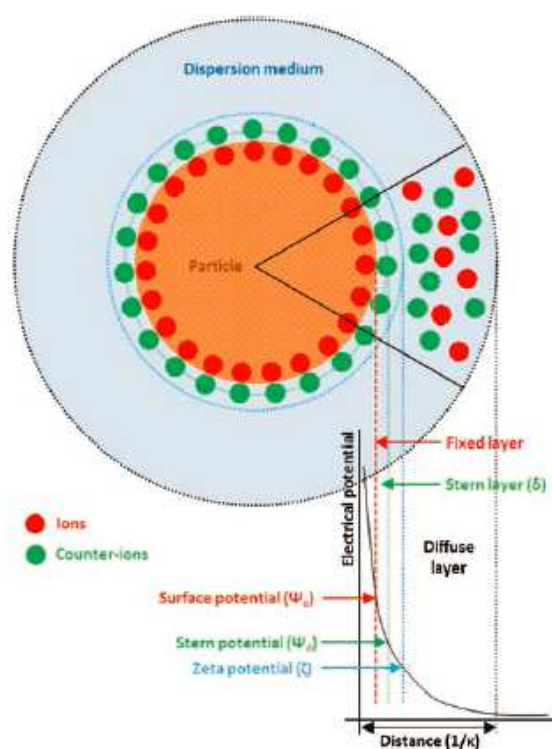 Dispersion medium
Particle
Fixed layer
Stern layer (δ)
Electrical potential
Ions
Counter-ions
Diffuse
layer
Surface potential (Ψ₀)
Stern potential (Ψδ)
Zeta potential (ζ)
Distance (1/κ)